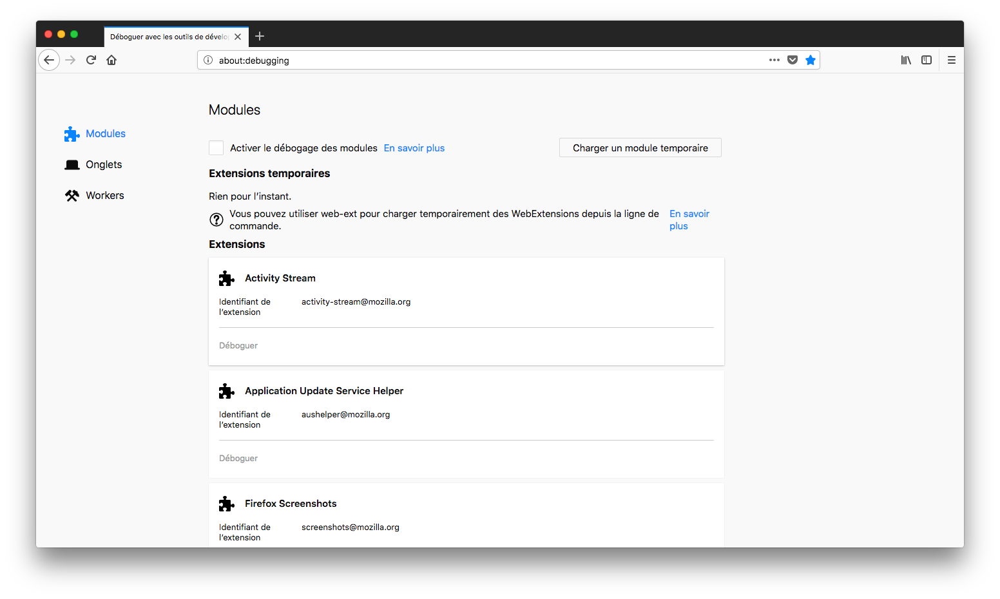 Déboguer avec les outils de dévelop
about:debugging
Modules
Onglets
Workers
Modules
Activer le débogage des modules En savoir plus
Charger un module temporaire
Extensions temporaires
Rien pour l'instant.
Vous pouvez utiliser web-ext pour charger temporairement des WebExtensions depuis la ligne de
commande.
En savoir
plus
Extensions
Activity Stream
Identifiant de
l'extension
activity-stream@mozilla.org
Déboguer
Application Update Service Helper
Identifiant de
l'extension
aushelper@mozilla.org
Déboguer
Firefox Screenshots
Identifiant de
l'extension
screenshots@mozilla.org